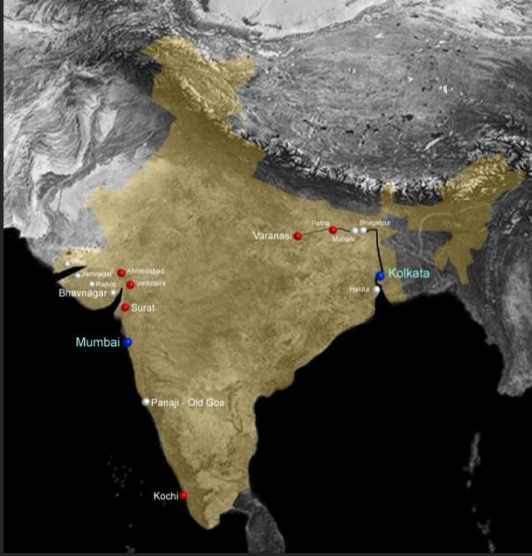 Patna
Bhagalpur
Varanasi
Munger
Kolkata
Haldia
Jamnagar
Ahmedabad
Rajkot
Vadodara
Bhavnagar
Surat
Mumbai
Panaji - Old Goa
Kochi